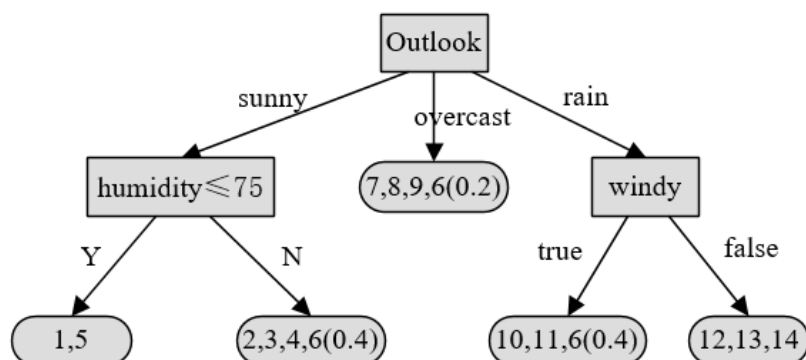 Outlook
sunny
overcast
rain
humidity≤75
7,8,9,6(0.2)
windy
Y
N
true
false
1,5
2,3,4,6(0.4)
10,11,6(0.4)
12,13,14